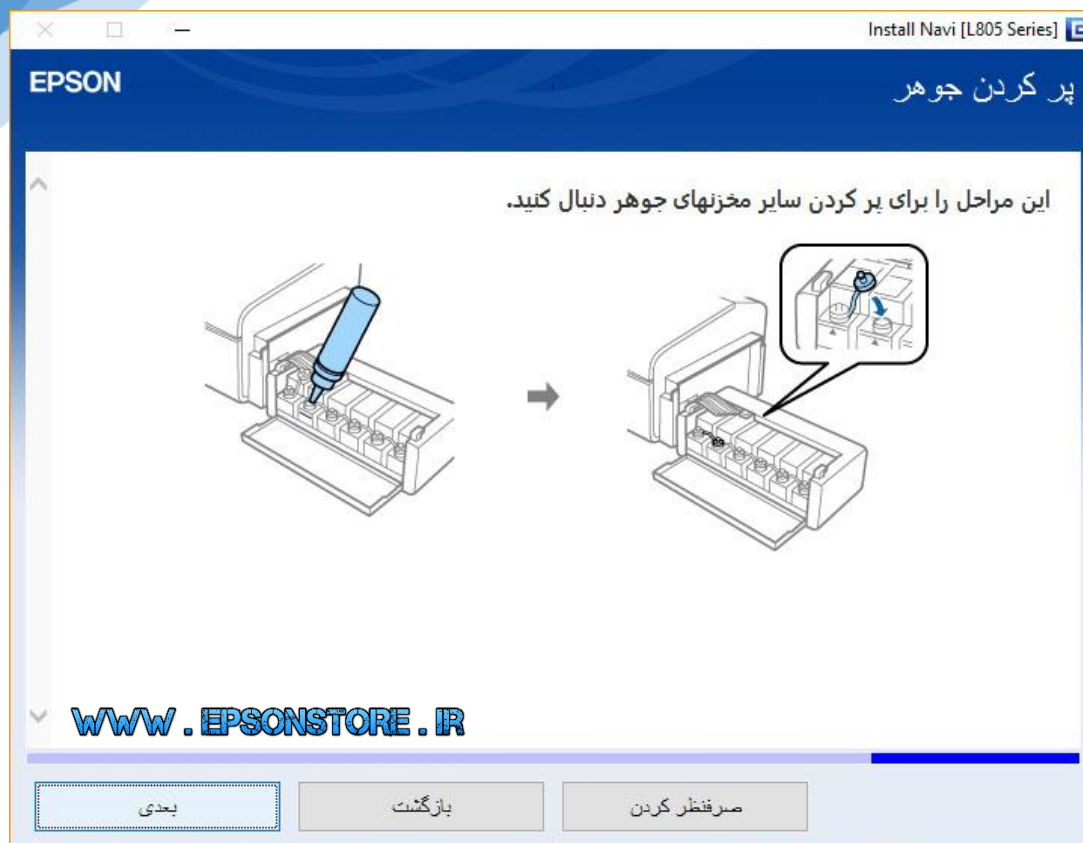 Install Navi [L805 Series]
EPSON
پر کردن جوهر
این مراحل را برای پر کردن سایر مخزنهای جوهر دنبال کنید.
WWW . EPSONSTORE . IR
صرفنظر کردن
بازگشت
بعدی